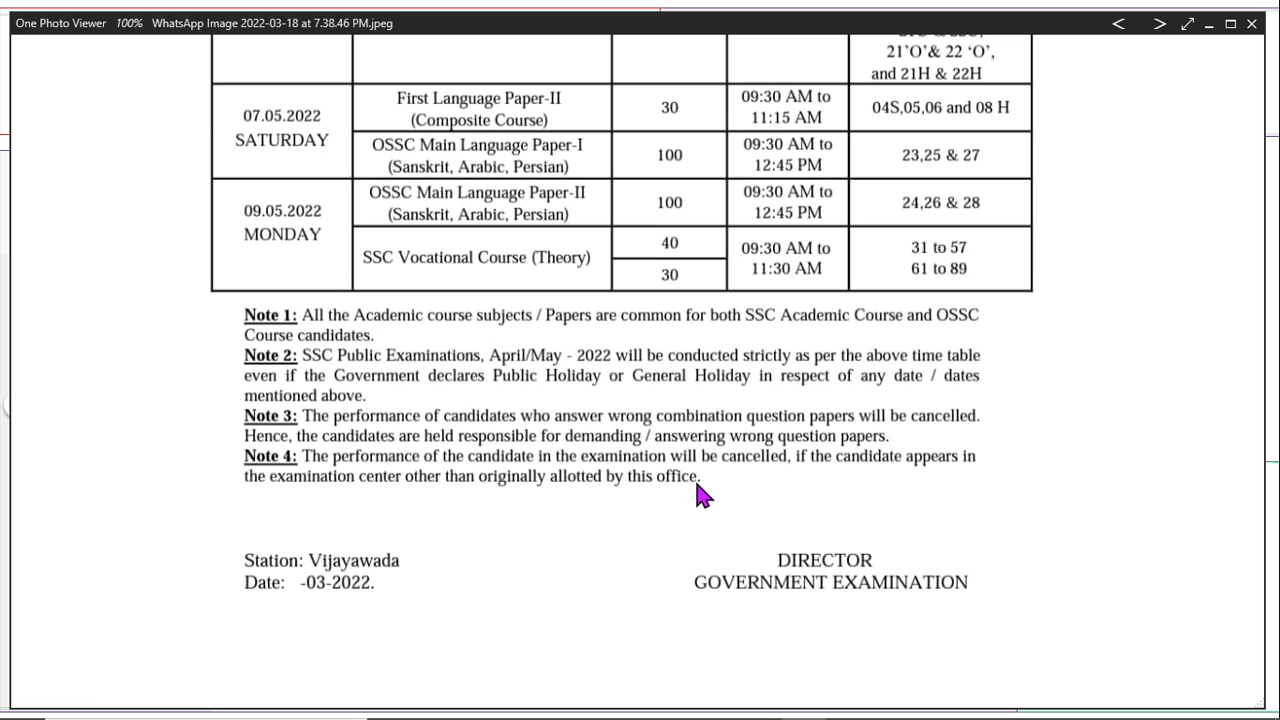 One Photo Viewer 100% WhatsApp Image 2022-03-18 at 7.38.46 PM.jpeg
21’O’& 22 ‘O’,
and 21H & 22H
07.05.2022
SATURDAY
First Language Paper-II
(Composite Course)
30
09:30 AM to
11:15 AM
04S,05,06 and 08 H
OSSC Main Language Paper-I
(Sanskrit, Arabic, Persian)
100
09:30 AM to
12:45 PM
23,25 & 27
09.05.2022
MONDAY
OSSC Main Language Paper-II
(Sanskrit, Arabic, Persian)
100
09:30 AM to
12:45 PM
24,26 & 28
SSC Vocational Course (Theory)
40
30
09:30 AM to
11:30 AM
31 to 57
61 to 89
Note 1: All the Academic course subjects / Papers are common for both SSC Academic Course and OSSC
Course candidates.
Note 2: SSC Public Examinations, April/May - 2022 will be conducted strictly as per the above time table
even if the Government declares Public Holiday or General Holiday in respect of any date / dates
mentioned above.
Note 3: The performance of candidates who answer wrong combination question papers will be cancelled.
Hence, the candidates are held responsible for demanding / answering wrong question papers.
Note 4: The performance of the candidate in the examination will be cancelled, if the candidate appears in
the examination center other than originally allotted by this office.
Station: Vijayawada
Date: -03-2022.
DIRECTOR
GOVERNMENT EXAMINATION